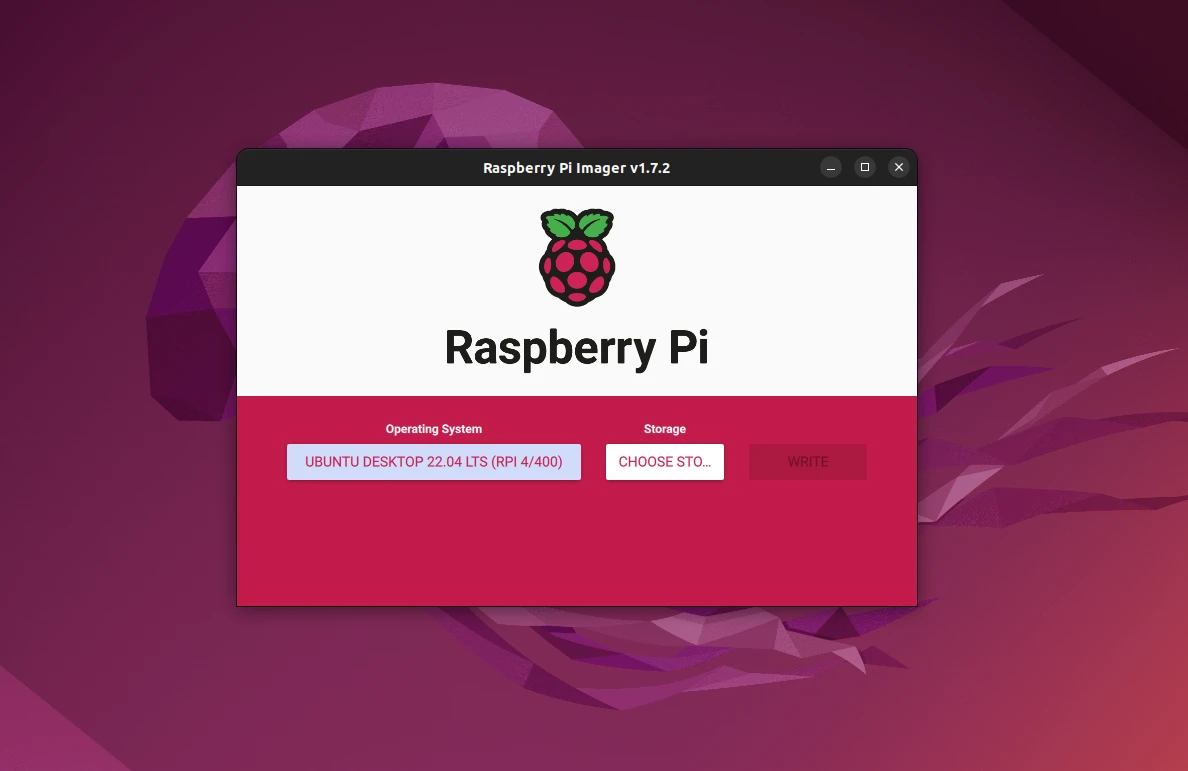 Raspberry Pi Imager v1.7.2
Raspberry Pi
Operating System
Storage
UBUNTU DESKTOP 22.04 LTS (RPI 4/400)
CHOOSE STO...
WRITE